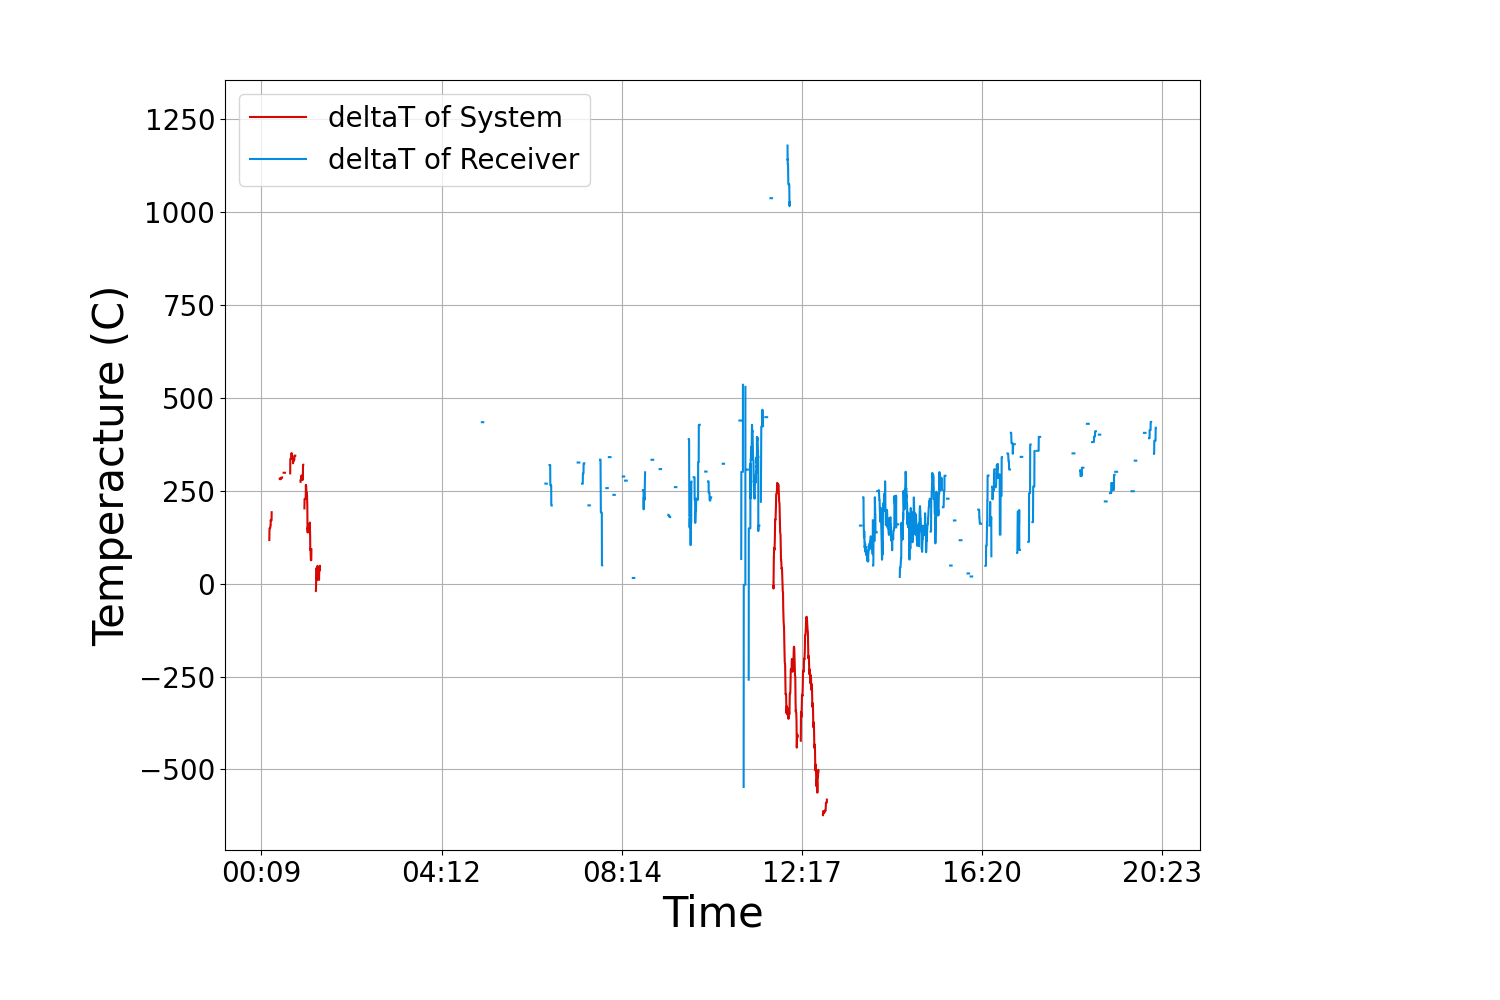 deltaT of System
deltaT of Receiver
Temperacture (C)
1250
1000
750
500
250
0
−250
−500
00:09 04:12 08:14 12:17 16:20 20:23
Time